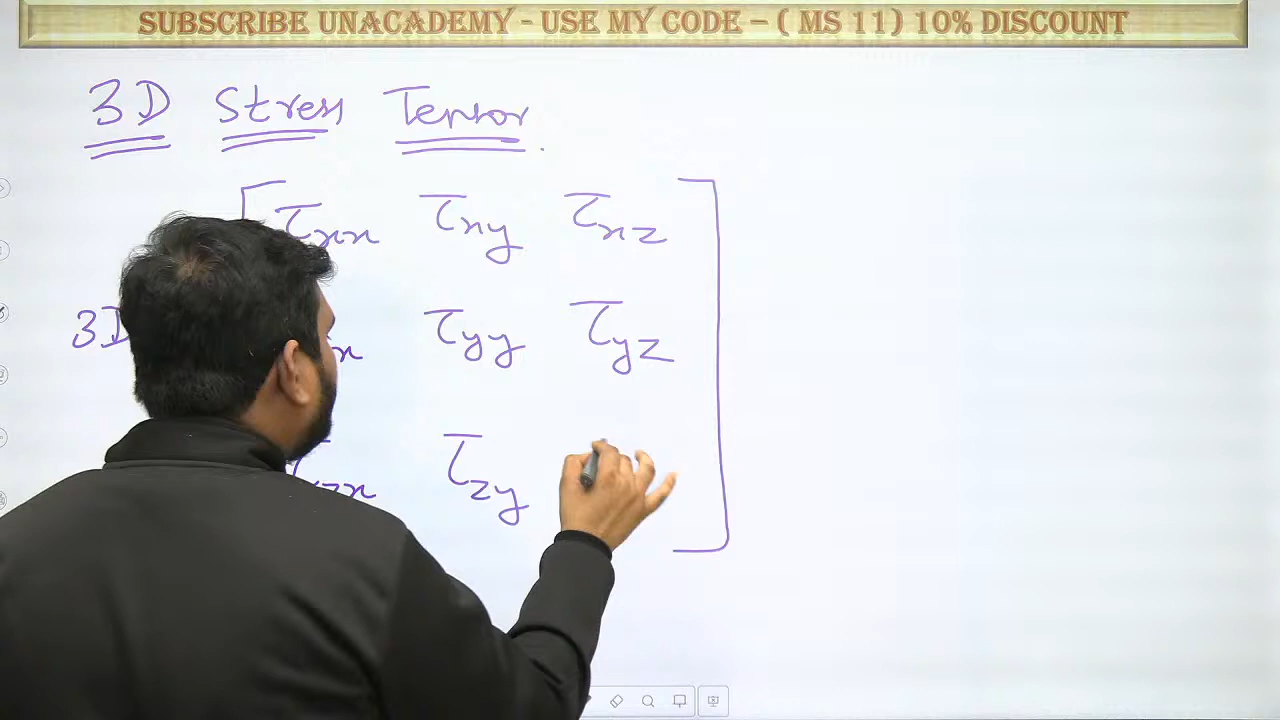 SUBSCRIBE UNACADEMY - USE MY CODE – ( MS 11) 10% DISCOUNT
3D Stress Tensor.
τxx τxy τxz
3D τyy τyz
τzx τzy